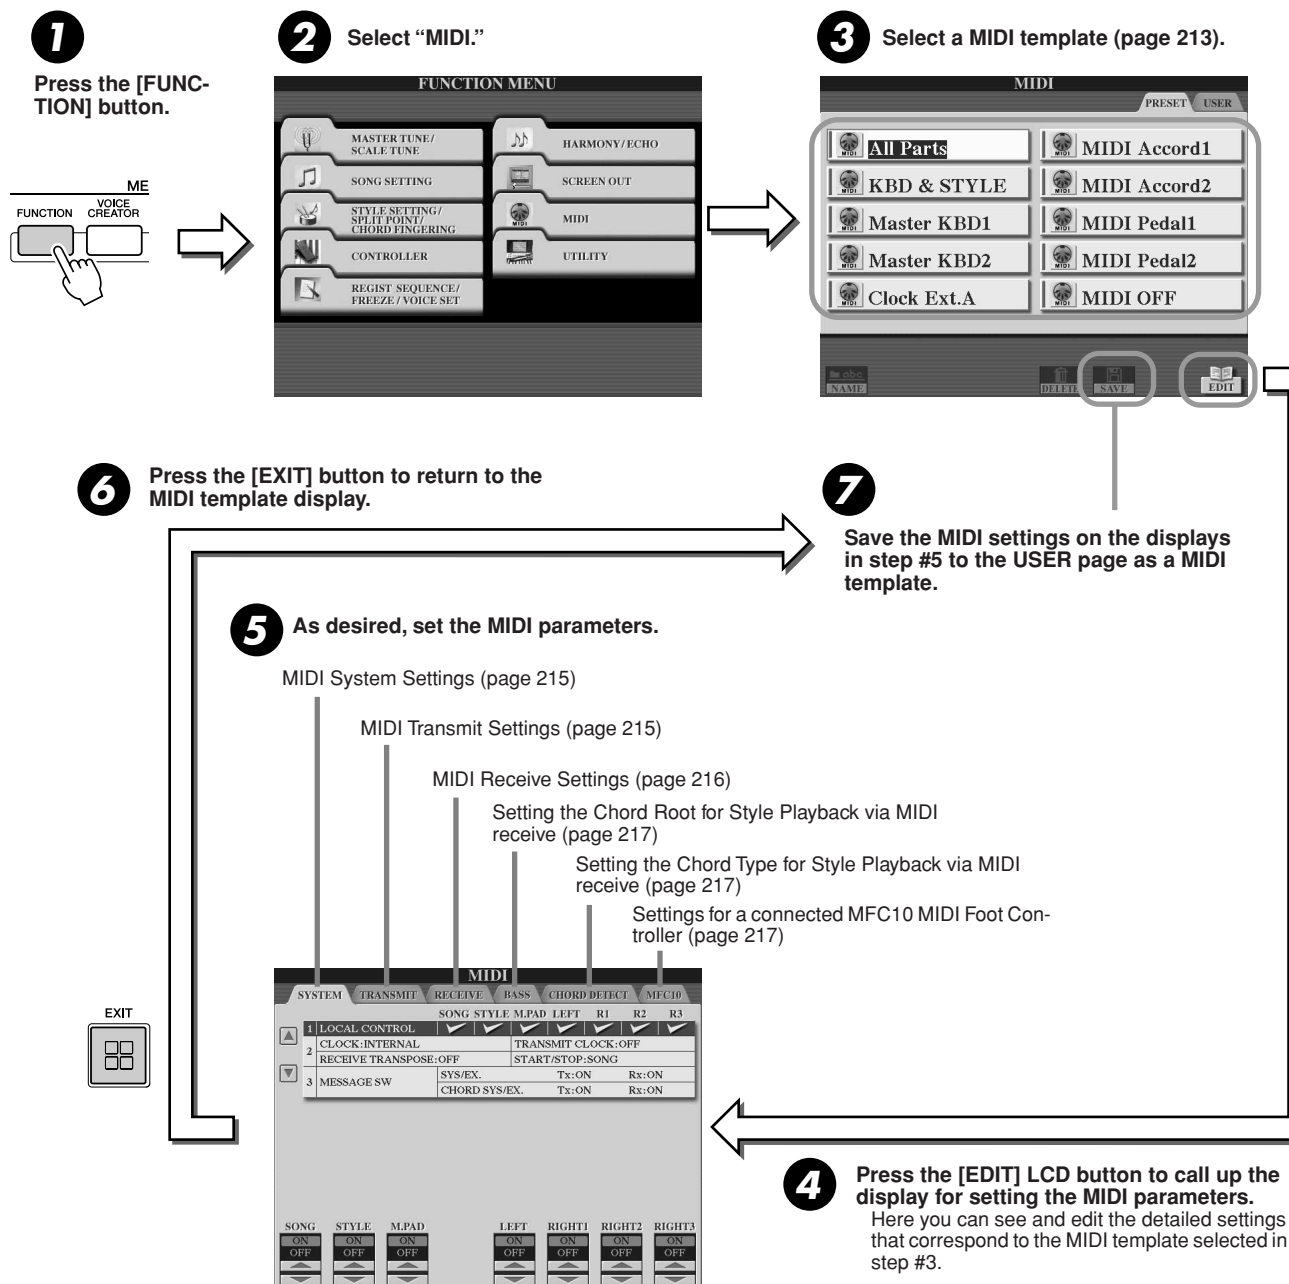 1
Press the [FUNC-
TION] button.
ME
FUNCTION
VOICE
CREATOR
2
Select “MIDI.”
FUNCTION MENU
MASTER TUNE/
SCALE TUNE
SONG SETTING
STYLE SETTING/
SPLIT POINT/
CHORD FINGERING
CONTROLLER
REGIST SEQUENCE/
FREEZE / VOICE SET
HARMONY/ECHO
SCREEN OUT
MIDI
UTILITY
3
Select a MIDI template (page 213).
MIDI
PRESET USER
All Parts
KBD & STYLE
Master KBD1
Master KBD2
Clock Ext.A
MIDI Accord1
MIDI Accord2
MIDI Pedal1
MIDI Pedal2
MIDI OFF
abc
NAME
DELETE
SAVE
EDIT
6
Press the [EXIT] button to return to the
MIDI template display.
7
Save the MIDI settings on the displays
in step #5 to the USER page as a MIDI
template.
5
As desired, set the MIDI parameters.
MIDI System Settings (page 215)
MIDI Transmit Settings (page 215)
MIDI Receive Settings (page 216)
Setting the Chord Root for Style Playback via MIDI
receive (page 217)
Setting the Chord Type for Style Playback via MIDI
receive (page 217)
Settings for a connected MFC10 MIDI Foot Con-
troller (page 217)
EXIT
MIDI
SYSTEM TRANSMIT RECEIVE BASS CHORD DETECT MFC10
SONG STYLE M.PAD LEFT R1 R2 R3
1 LOCAL CONTROL
2 CLOCK:INTERNAL TRANSMIT CLOCK:OFF
RECEIVE TRANSPOSE:OFF START/STOP:SONG
3 MESSAGE SW SYS/EX. Tx:ON Rx:ON
CHORD SYS/EX. Tx:ON Rx:ON
SONG STYLE M.PAD LEFT RIGHT1 RIGHT2 RIGHT3
ON ON ON ON ON ON ON
OFF OFF OFF OFF OFF OFF OFF
4
Press the [EDIT] LCD button to call up the
display for setting the MIDI parameters.
Here you can see and edit the detailed settings
that correspond to the MIDI template selected in
step #3.